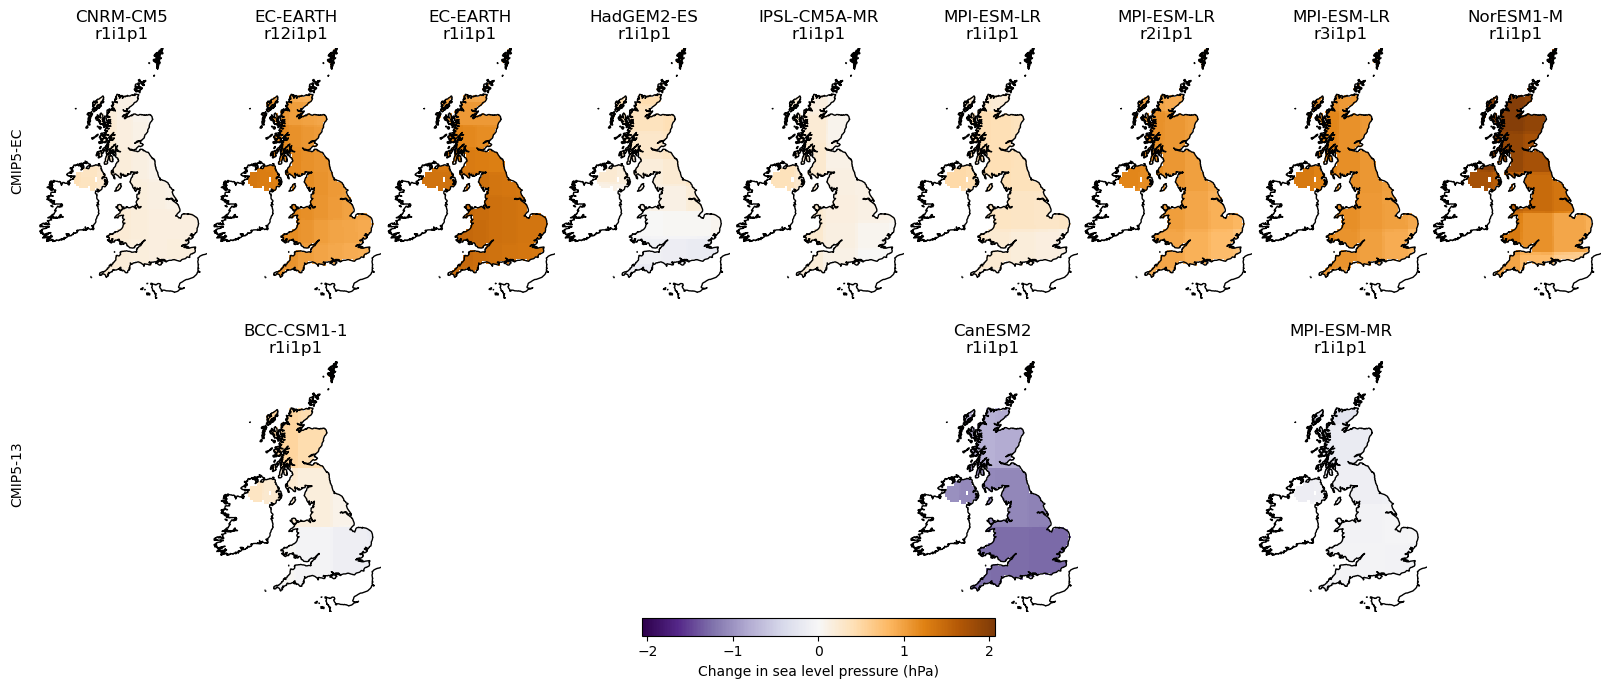 CNRM-CM5
r1i1p1
EC-EARTH
r12i1p1
EC-EARTH
r1i1p1
HadGEM2-ES
r1i1p1
IPSL-CM5A-MR
r1i1p1
MPI-ESM-LR
r1i1p1
MPI-ESM-LR
r2i1p1
MPI-ESM-LR
r3i1p1
NorESM1-M
r1i1p1
CMIP5-EC
BCC-CSM1-1
r1i1p1
CanESM2
r1i1p1
MPI-ESM-MR
r1i1p1
CMIP5-13
−2 −1 0 1 2
Change in sea level pressure (hPa)